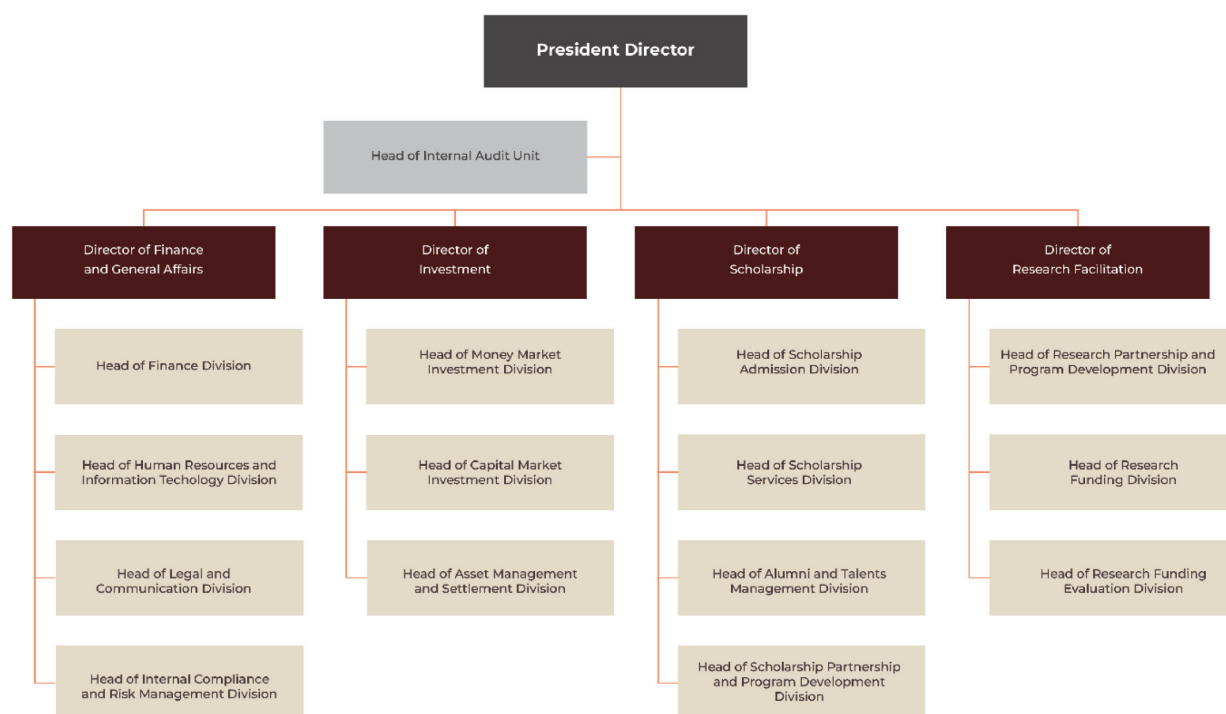 President Director
Head of Internal Audit Unit
Director of Finance
and General Affairs
Director of
Investment
Director of
Scholarship
Director of
Research Facilitation
Head of Finance Division
Head of Human Resources and
Information Techology Division
Head of Legal and
Communication Division
Head of Internal Compliance
and Risk Management Division
Head of Money Market
Investment Division
Head of Capital Market
Investment Division
Head of Asset Management
and Settlement Division
Head of Scholarship
Admission Division
Head of Scholarship
Services Division
Head of Alumni and Talents
Management Division
Head of Scholarship Partnership
and Program Development
Division
Head of Research Partnership and
Program Development Division
Head of Research
Funding Division
Head of Research Funding
Evaluation Division